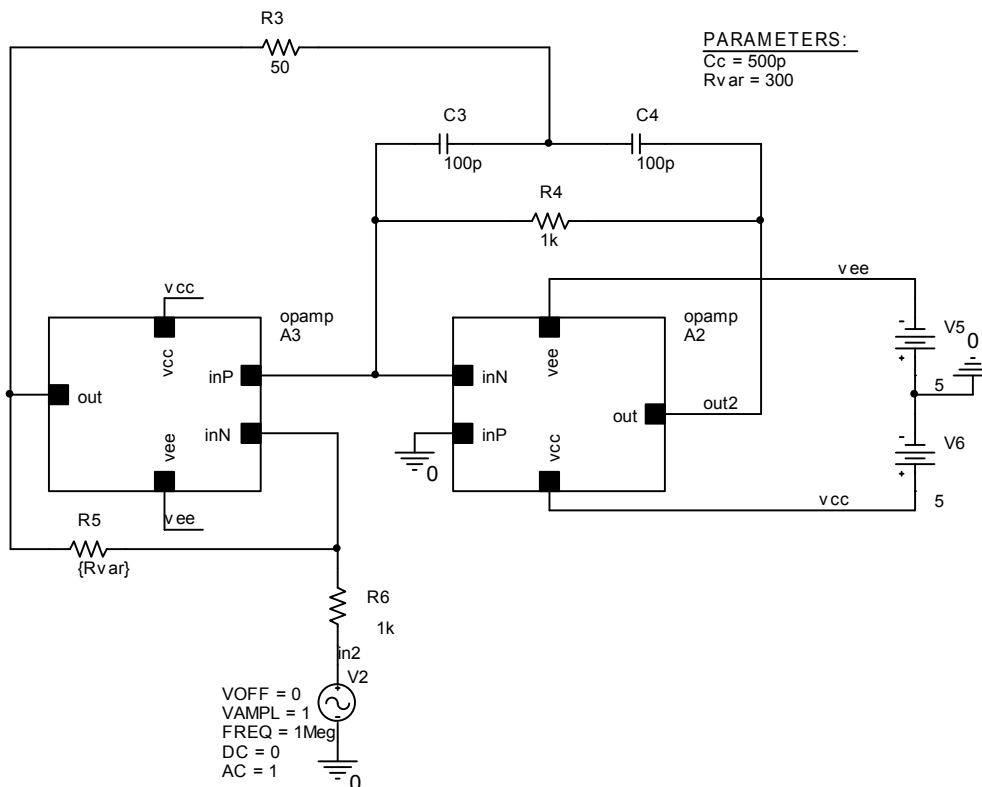 R3
50
PARAMETERS:
Cc = 500p
Rvar = 300
C3
100p
C4
100p
R4
1k
vee
vcc
opamp
A3
opamp
A2
V5
0
5
vcc
inP
out
inN
vee
inN
vee
inP
out
vcc
out2
0
V6
5
vcc
vee
R5
{Rvar}
R6
1k
in2
V2
VOFF = 0
VAMPL = 1
FREQ = 1Meg
DC = 0
AC = 1
0